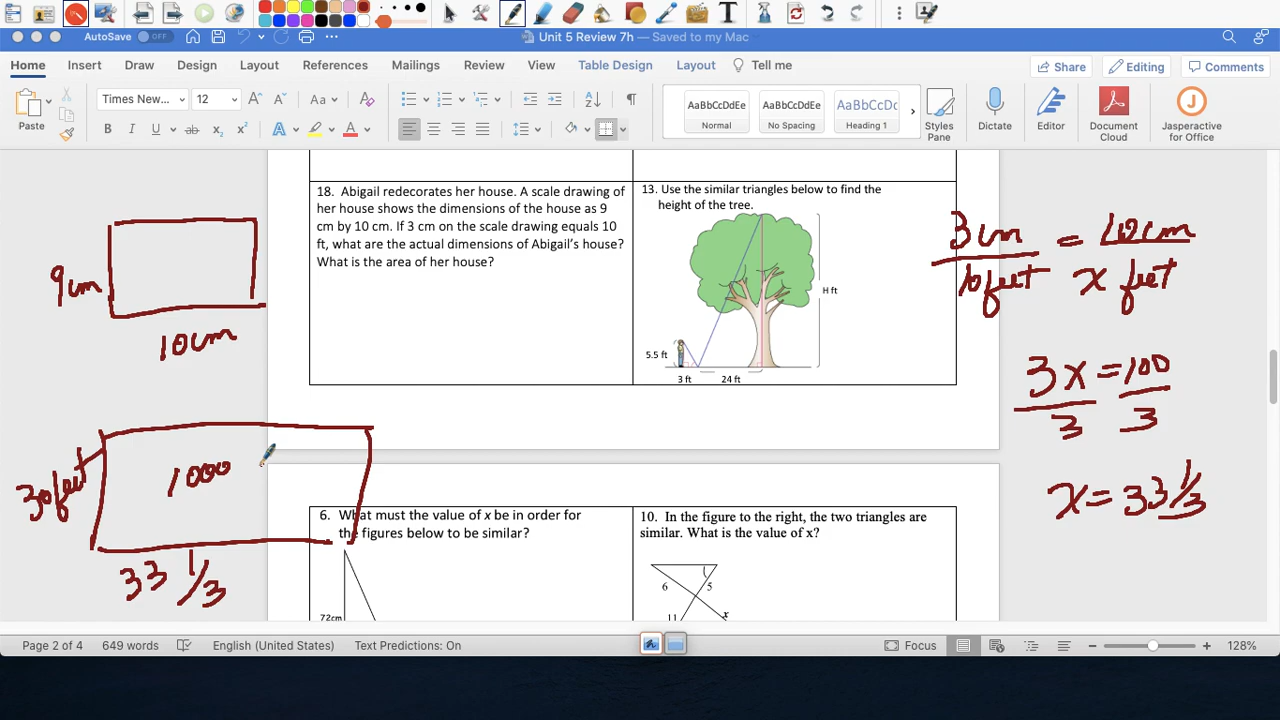 AutoSave OFF
Unit 5 Review 7h — Saved to my Mac
Home Insert Draw Design Layout References Mailings Review View Table Design Layout Tell me
Share Editing Comments
Paste
Times New... 12
AaBbCcDdEe AaBbCcDdEe AaBbCcDc
Normal No Spacing Heading 1
Styles Pane
Dictate
Editor
Document Cloud
Jasperactive for Office
18. Abigail redecorates her house. A scale drawing of
her house shows the dimensions of the house as 9
cm by 10 cm. If 3 cm on the scale drawing equals 10
ft, what are the actual dimensions of Abigail's house?
What is the area of her house?
13. Use the similar triangles below to find the
height of the tree.
H ft
5.5 ft
3 ft 24 ft
9cm
10cm
30 feet
1000
33 1/3
3cm = 10cm
10feet x feet
3x = 100
3 3
x = 33 1/3
6. What must the value of x be in order for
the figures below to be similar?
72cm
10. In the figure to the right, the two triangles are
similar. What is the value of x?
6 5
11 x
Page 2 of 4 649 words English (United States) Text Predictions: On Focus 128%